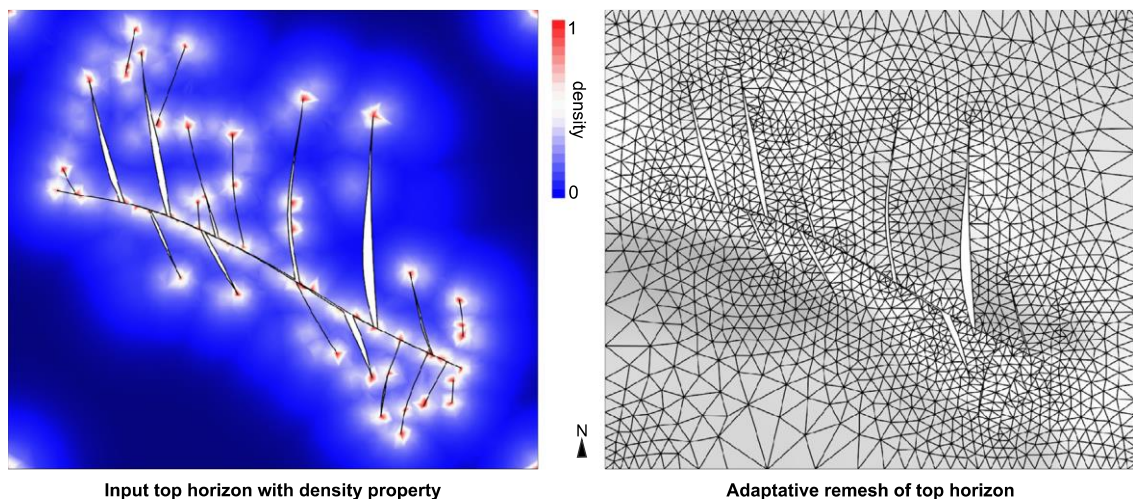 1
density
0
N
Input top horizon with density property
Adaptative remesh of top horizon